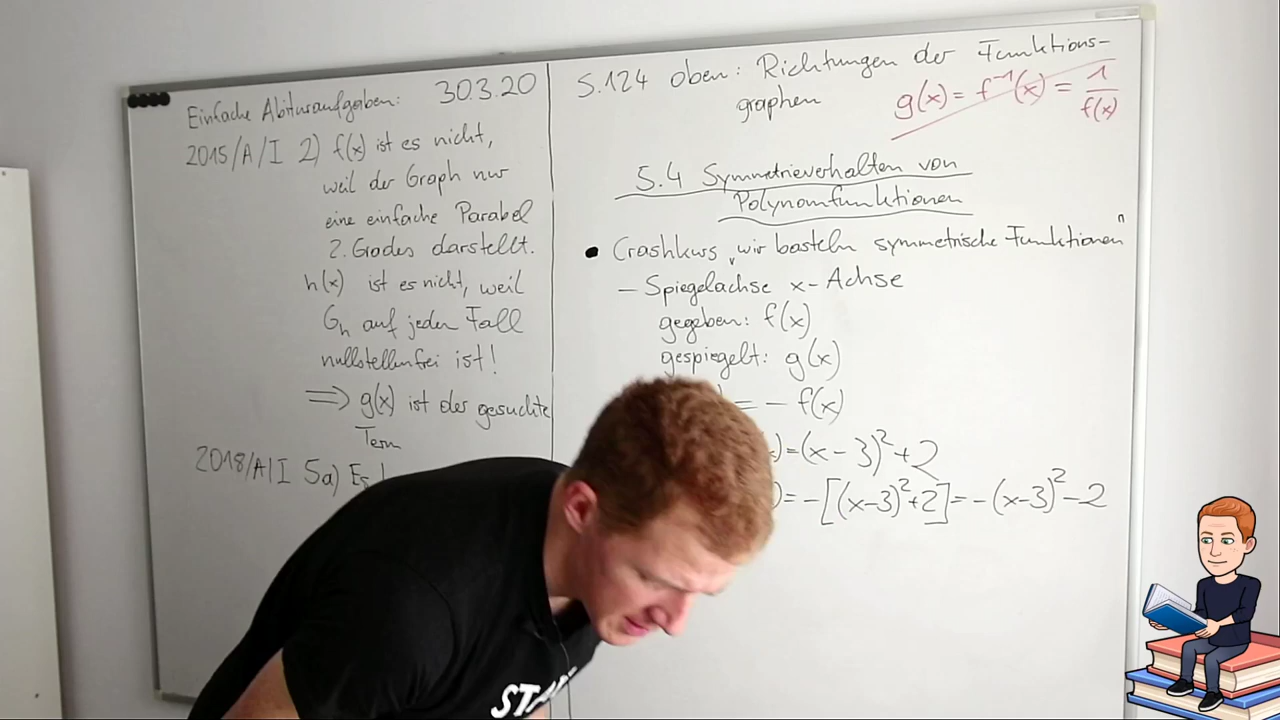 Einfache Abituraufgaben: 30.3.20
2015/A/I 2) f(x) ist es nicht,
weil der Graph nur
eine einfache Parabel
2. Grades darstellt.
h(x) ist es nicht, weil
Gh auf jeden Fall
nullstellenfrei ist!
⟹ g(x) ist der gesuchte
Term
2018/A/I 5a) Es
S.124 oben: Richtungen der Funktions-
graphen
g(x) = f⁻¹(x) = 1/f(x)
5.4 Symmetrieverhalten von
Polynomfunktionen
• Crashkurs "wir basteln symmetrische Funktionen"
– Spiegelachse x-Achse
gegeben: f(x)
gespiegelt: g(x)
= – f(x)
)=(x-3)²+2
)=-[(x-3)²+2]=-(x-3)²-2
STA